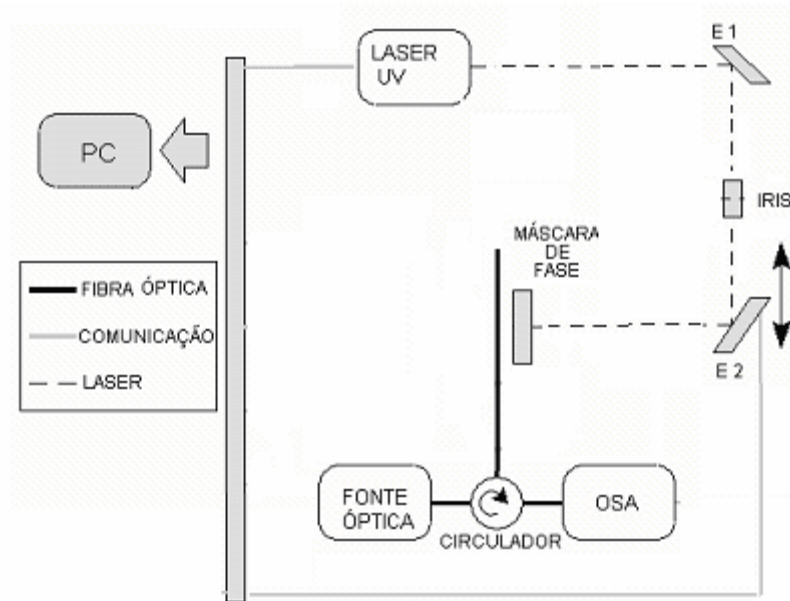 E 1
LASER
UV
PC
IRIS
MÁSCARA
DE
FASE
FIBRA ÓPTICA
COMUNICAÇÃO
LASER
E 2
FONTE
ÓPTICA
OSA
CIRCULADOR